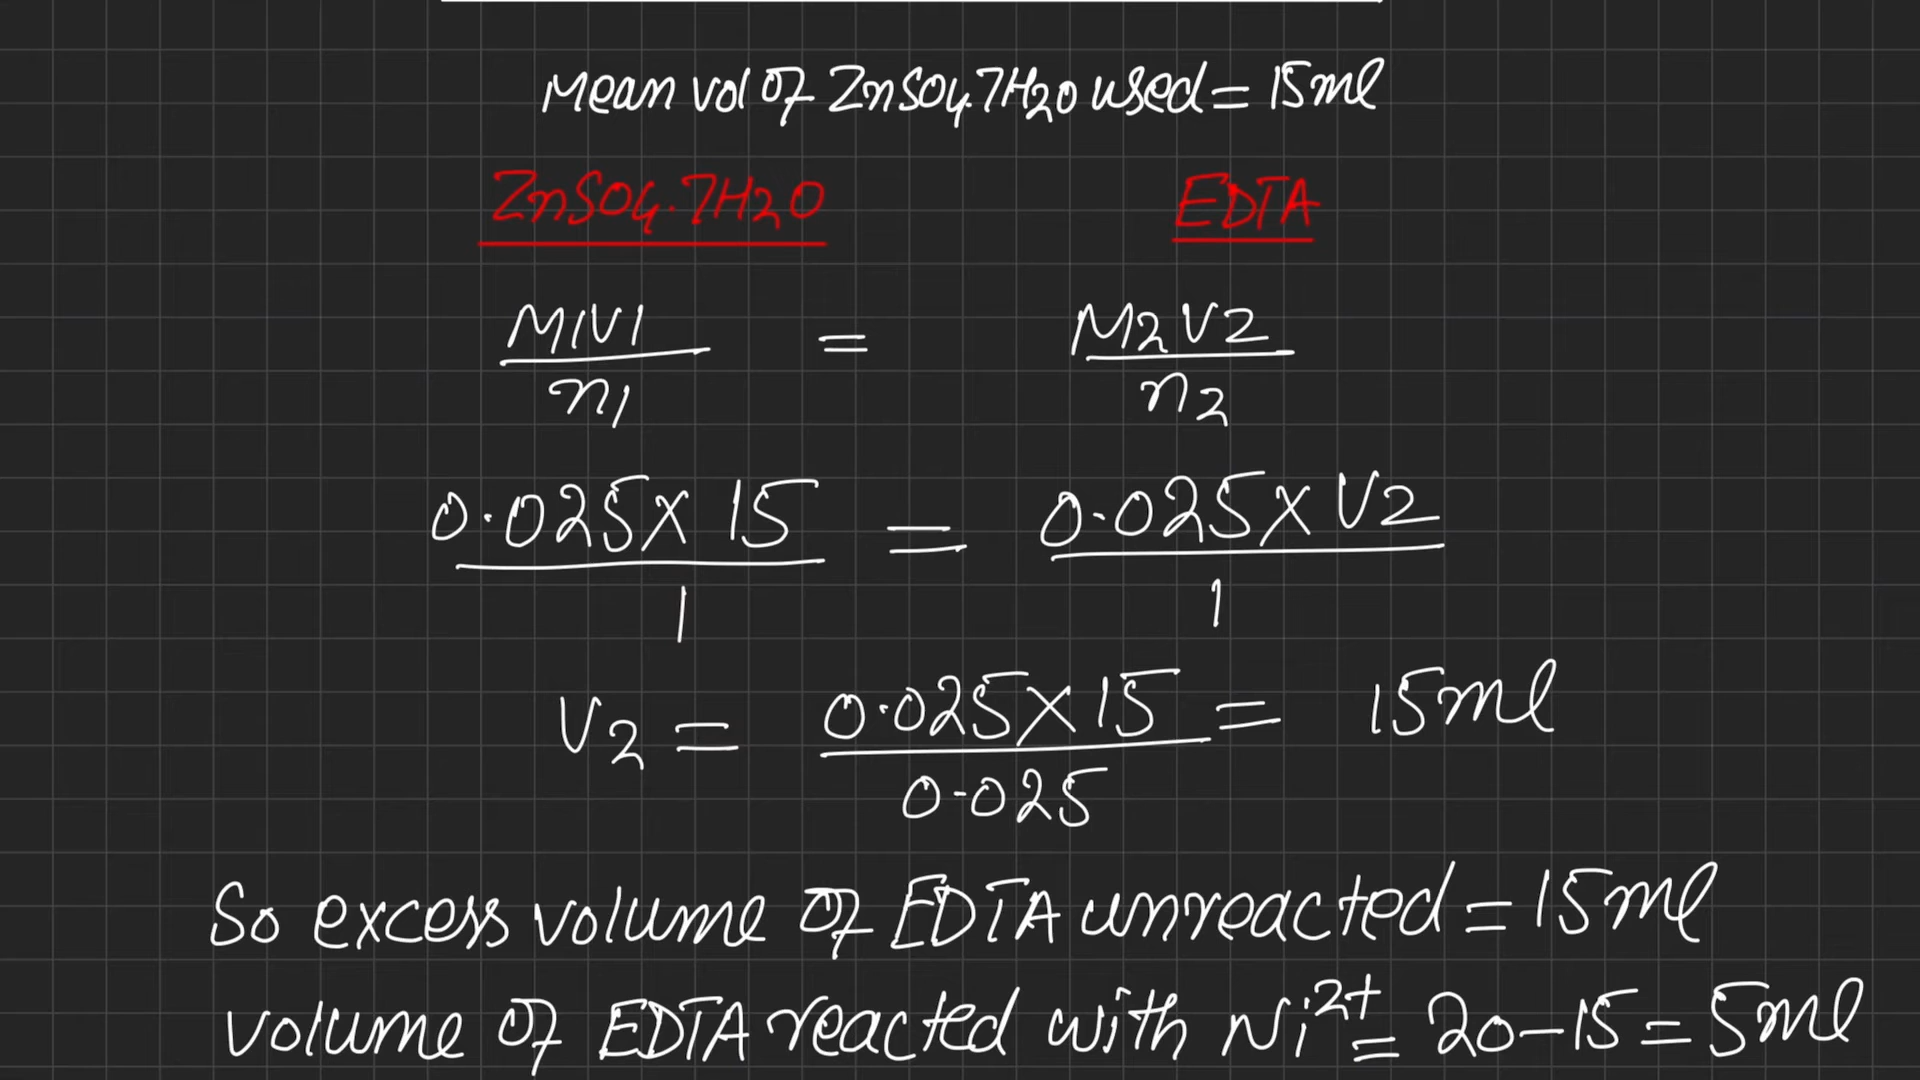 Mean vol of ZnSO4.7H2O used = 15ml
ZnSO4.7H2O EDTA
M1V1 = M2V2
n1 n2
0.025 x 15 = 0.025 x V2
1 1
V2 = 0.025 x 15 = 15ml
0.025
So excess volume of EDTA unreacted = 15ml
volume of EDTA reacted with Ni2+ = 20-15 = 5ml